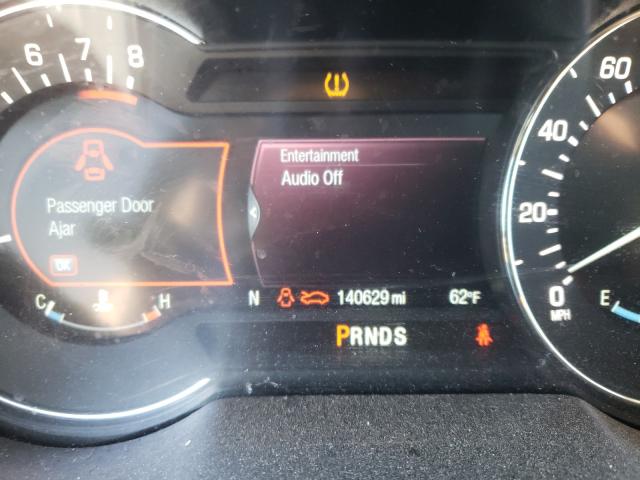 6 7 8
60
40
20
0
MPH
Entertainment
Audio Off
Passenger Door
Ajar
OK
C H
N 140629 mi 62°F
E
PRNDS